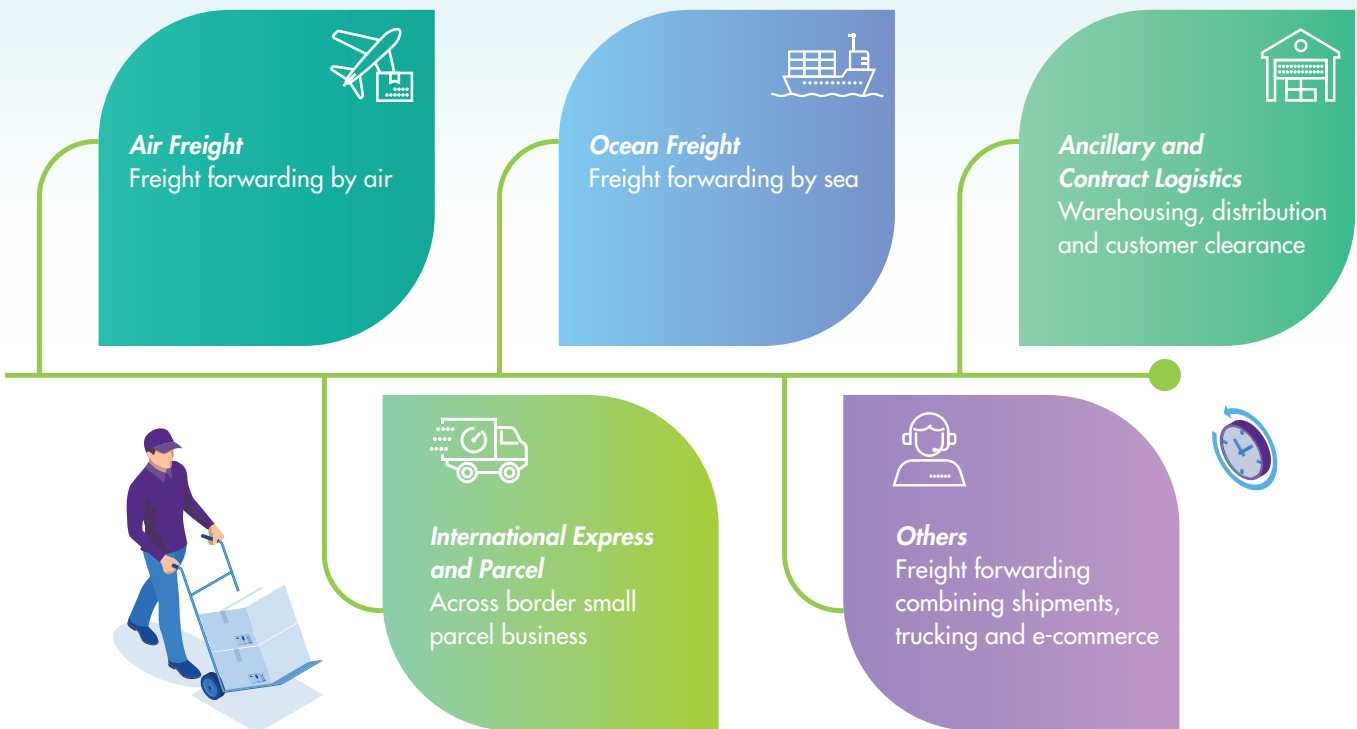 Air Freight
Freight forwarding by air
Ocean Freight
Freight forwarding by sea
Ancillary and
Contract Logistics
Warehousing, distribution
and customer clearance
International Express
and Parcel
Across border small
parcel business
Others
Freight forwarding
combining shipments,
trucking and e-commerce